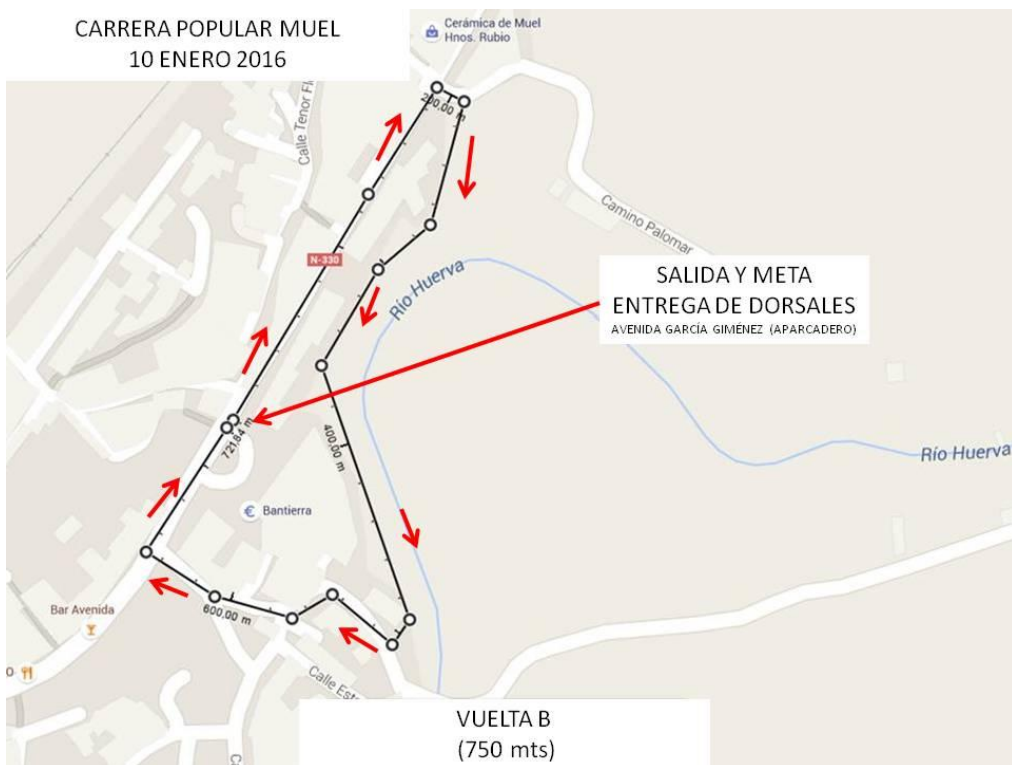 CARRERA POPULAR MUEL
10 ENERO 2016
Cerámica de Muel
Hnos. Rubio
200,00 m
Calle Tenor Fl
Camino Palomar
N-330
Río Huerva
SALIDA Y META
ENTREGA DE DORSALES
AVENIDA GARCÍA GIMÉNEZ (APARCADERO)
721,84 m
400,00 m
Río Huerva
€ Bantierra
600,00 m
Bar Avenida
o
Calle Est
C
VUELTA B
(750 mts)